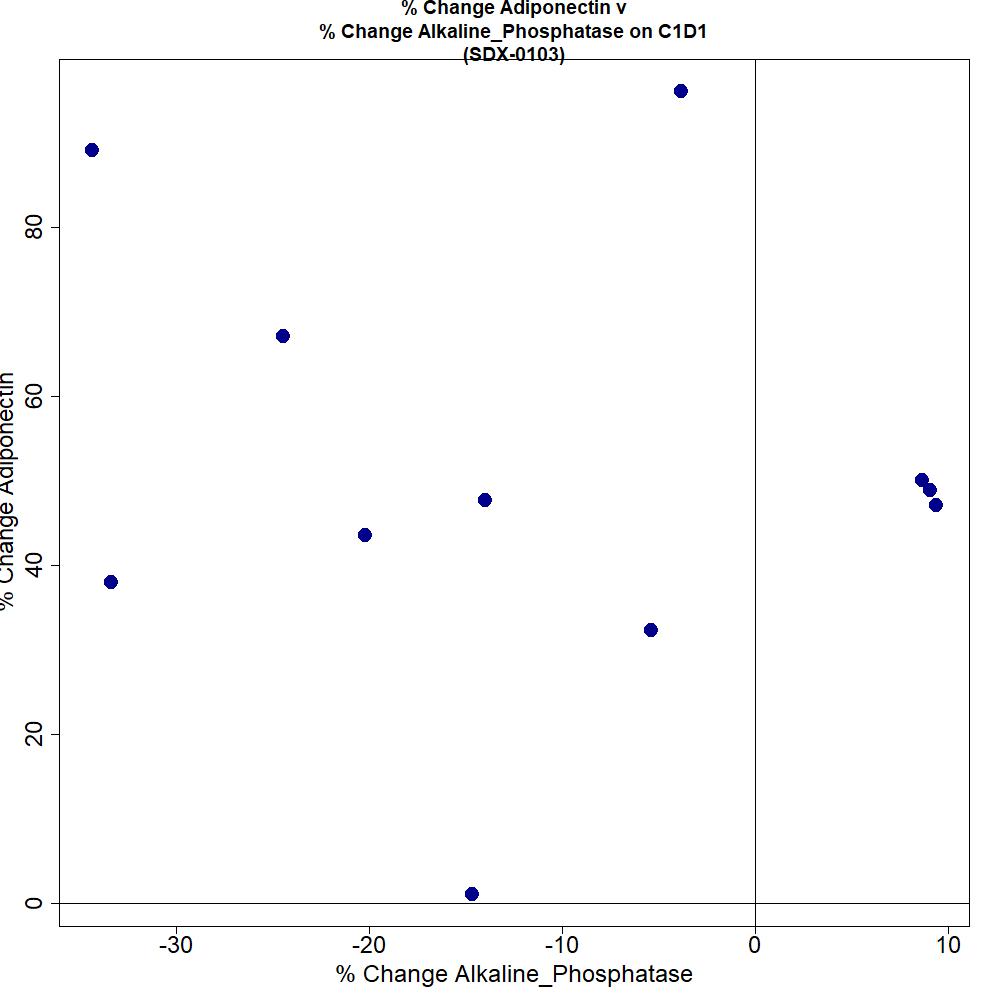 % Change Adiponectin v
% Change Alkaline_Phosphatase on C1D1
(SDX-0103)
% Change Adiponectin
80
60
40
20
0
-30
-20
-10
0
10
% Change Alkaline_Phosphatase